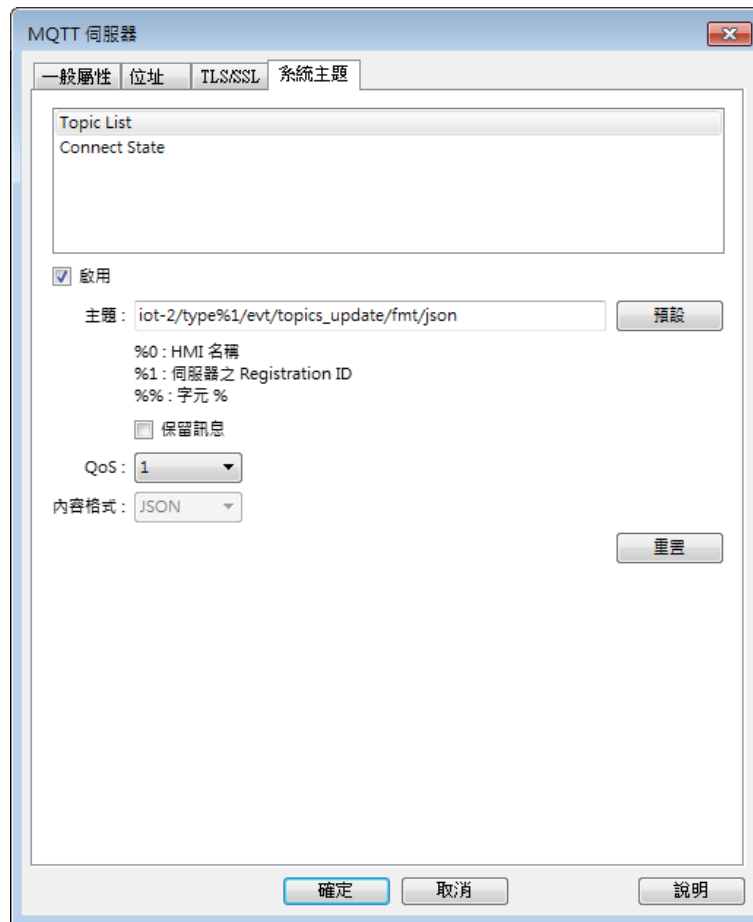 MQTT 伺服器
一般屬性 位址 TLS/SSL 系統主題
Topic List
Connect State
啟用
主題 : iot-2/type%1/evt/topics_update/fmt/json 預設
%0 : HMI 名稱
%1 : 伺服器之 Registration ID
%% : 字元 %
保留訊息
QoS : 1
內容格式 : JSON
重置
確定 取消 說明